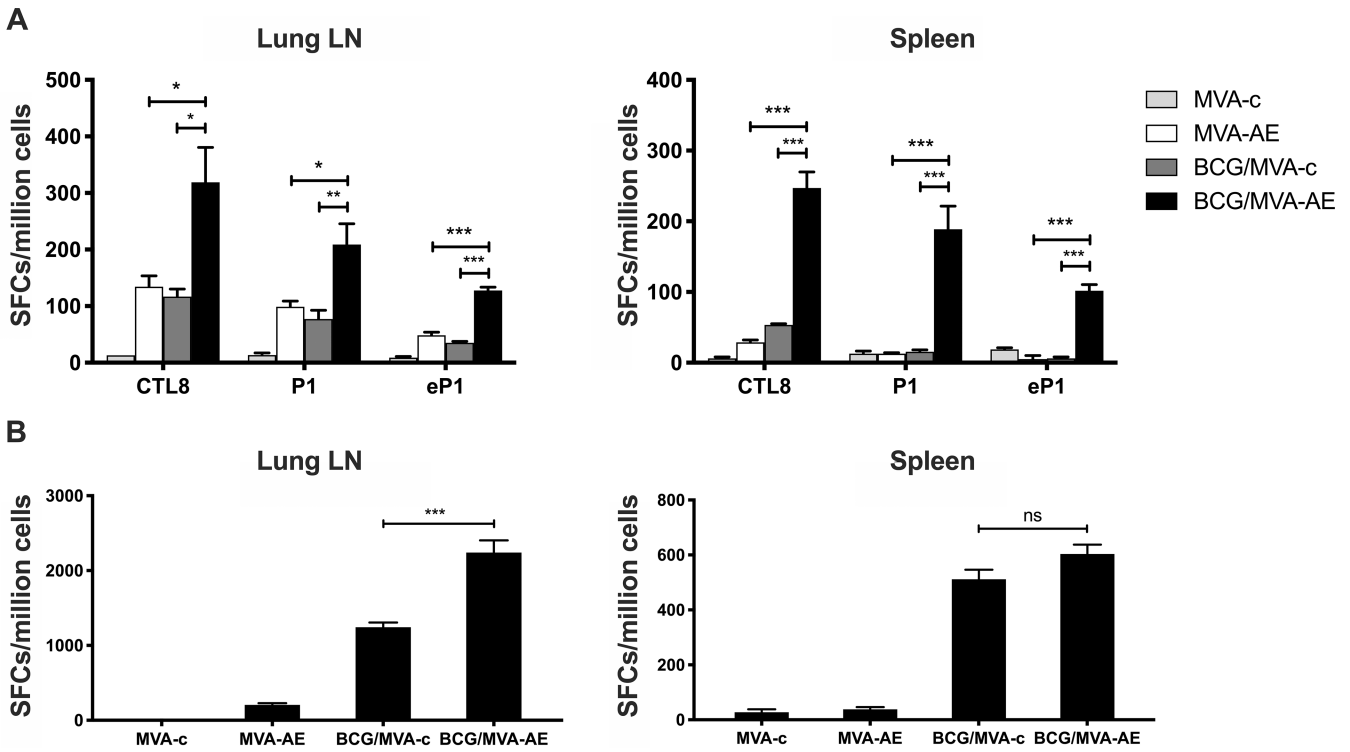 A
Lung LN
SFCs/million cells
500
400
300
200
100
0
*
*
*
**
***
***
CTL8 P1 eP1
Spleen
SFCs/million cells
400
300
200
100
0
***
***
***
***
***
***
CTL8 P1 eP1
MVA-c
MVA-AE
BCG/MVA-c
BCG/MVA-AE
B
Lung LN
SFCs/million cells
3000
2000
1000
0
***
MVA-c MVA-AE BCG/MVA-c BCG/MVA-AE
Spleen
SFCs/million cells
800
600
400
200
0
ns
MVA-c MVA-AE BCG/MVA-c BCG/MVA-AE